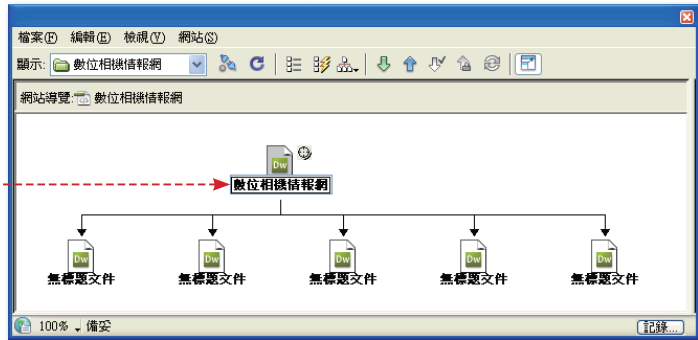 檔案(F) 編輯(E) 檢視(V) 網站(S)
顯示: 數位相機情報網
網站導覽: 數位相機情報網
Dw
數位相機情報網
Dw Dw Dw Dw Dw
無標題文件 無標題文件 無標題文件 無標題文件 無標題文件
100% 備妥 記錄...